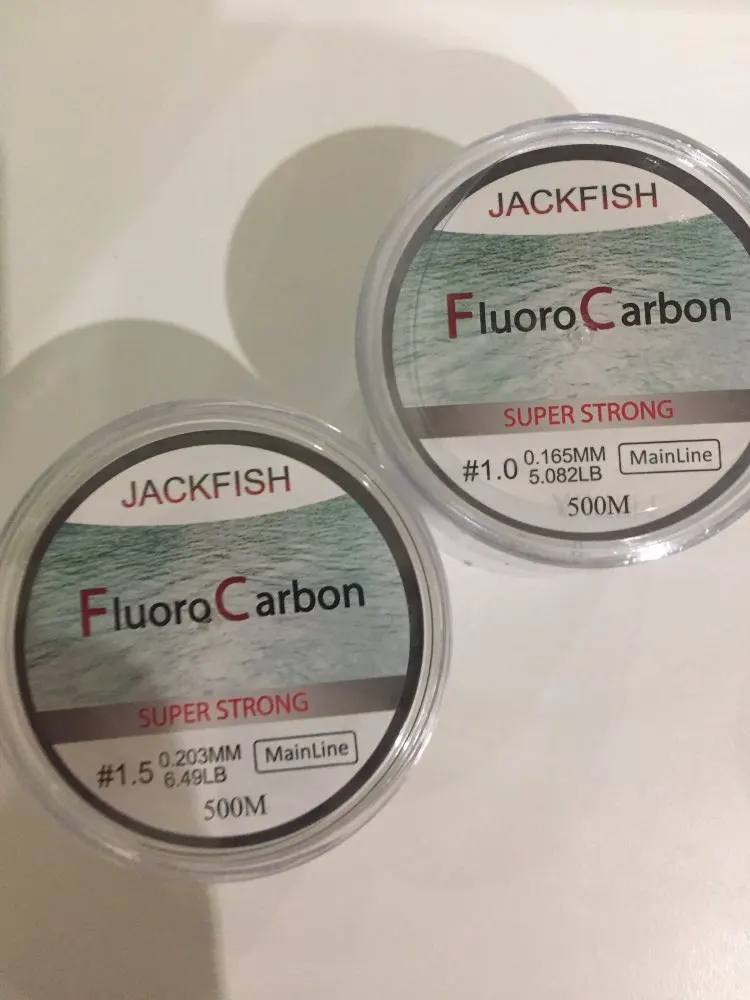 JACKFISH
FluoroCarbon
SUPER STRONG
#1.0 0.165MM 5.082LB MainLine
500M
JACKFISH
FluoroCarbon
SUPER STRONG
#1.5 0.203MM 6.49LB MainLine
500M